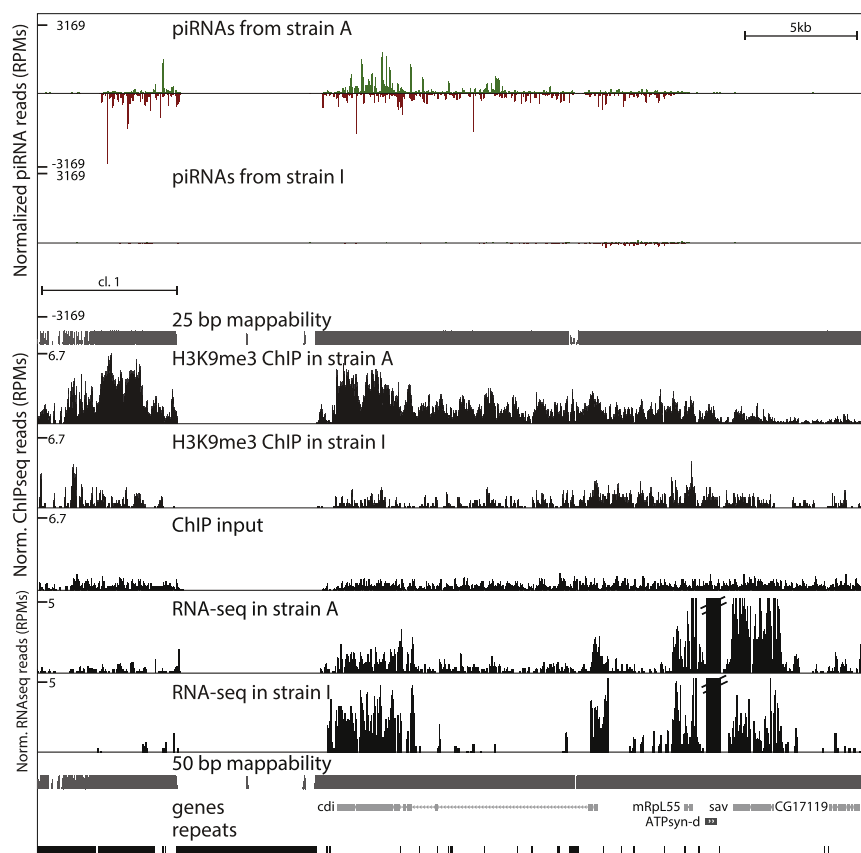 3169
piRNAs from strain A
5kb
Normalized piRNA reads (RPMs)
-3169
3169
piRNAs from strain I
cl. 1
-3169
25 bp mappability
6.7
H3K9me3 ChIP in strain A
Norm. ChIPseq reads (RPMs)
6.7
H3K9me3 ChIP in strain I
6.7
ChIP input
Norm. RNAseq reads (RPMs)
5
RNA-seq in strain A
5
RNA-seq in strain I
50 bp mappability
genes
cdi
mRpL55
sav
CG17119
ATPsyn-d
repeats